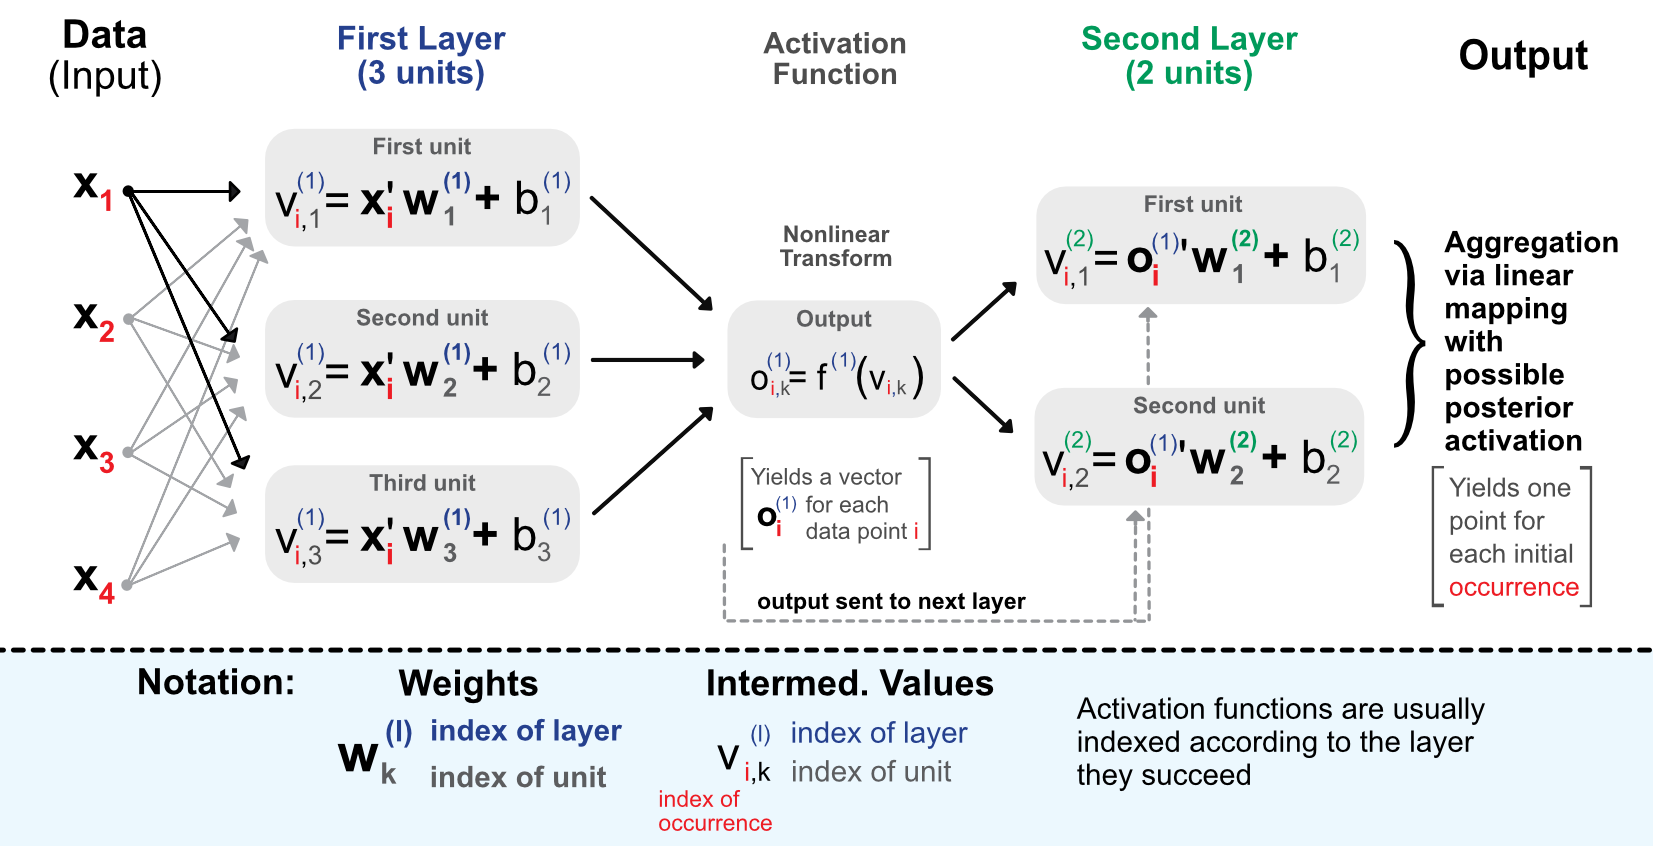 Data
(Input)
First Layer
(3 units)
Activation
Function
Second Layer
(2 units)
Output
x₁
x₂
x₃
x₄
First unit
v_{i,1}^{(1)} = x_i' w_1^{(1)} + b_1^{(1)}
Second unit
v_{i,2}^{(1)} = x_i' w_2^{(1)} + b_2^{(1)}
Third unit
v_{i,3}^{(1)} = x_i' w_3^{(1)} + b_3^{(1)}
Nonlinear
Transform
Output
o_{i,k}^{(1)} = f^{(1)}(v_{i,k})
Yields a vector
o_i^{(1)} for each
data point i
output sent to next layer
First unit
v_{i,1}^{(2)} = o_i^{(1)}' w_1^{(2)} + b_1^{(2)}
Second unit
v_{i,2}^{(2)} = o_i^{(1)}' w_2^{(2)} + b_2^{(2)}
Aggregation
via linear
mapping
with
possible
posterior
activation
Yields one
point for
each initial
occurrence
Notation:
Weights
w_k^{(l)}
index of layer
index of unit
Intermed. Values
v_{i,k}^{(l)}
index of layer
index of unit
index of
occurrence
Activation functions are usually
indexed according to the layer
they succeed